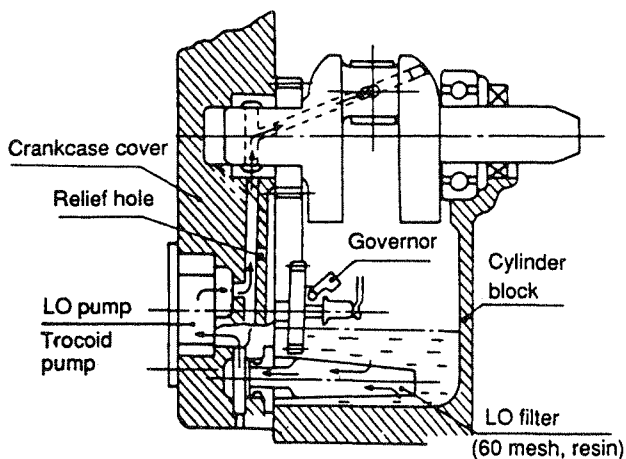 Crankcase cover
Relief hole
Governor
Cylinder
block
LO pump
Trocoid
pump
LO filter
(60 mesh, resin)